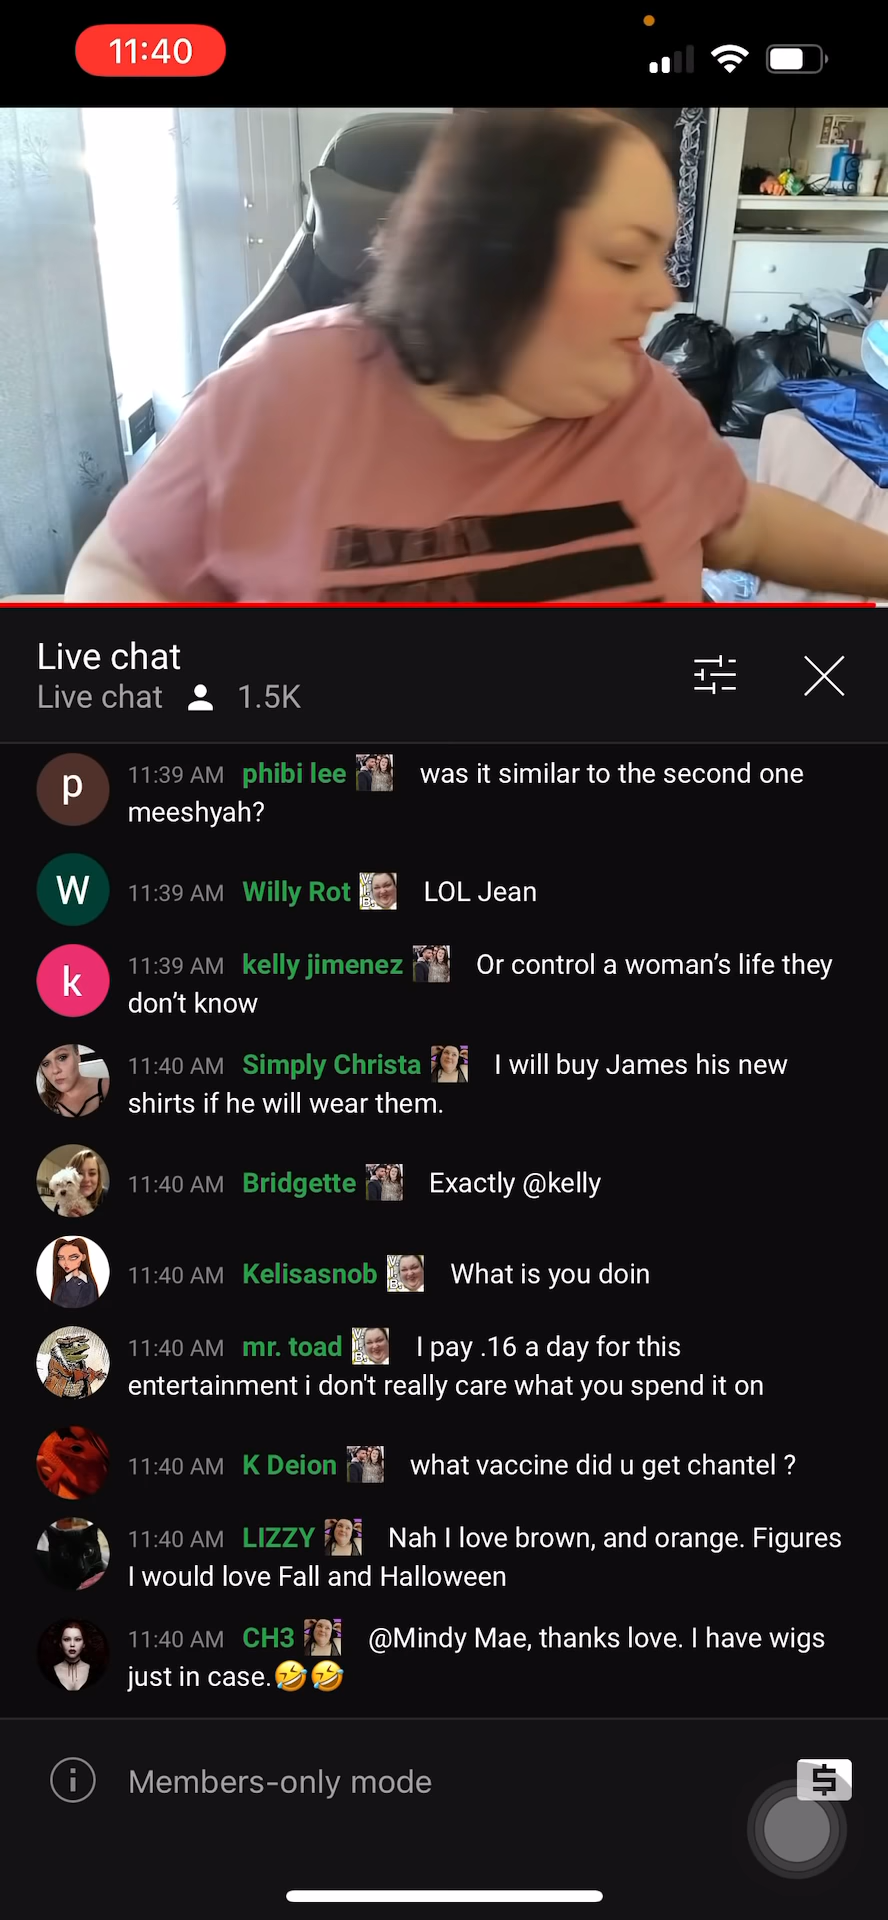 11:40
EVERY
Live chat
Live chat 1.5K
11:39 AM phibi lee was it similar to the second one
meeshyah?
W 11:39 AM Willy Rot LOL Jean
k 11:39 AM kelly jimenez Or control a woman’s life they
don’t know
11:40 AM Simply Christa I will buy James his new
shirts if he will wear them.
11:40 AM Bridgette Exactly @kelly
11:40 AM Kelisasnob What is you doin
11:40 AM mr. toad I pay .16 a day for this
entertainment i don't really care what you spend it on
11:40 AM K Deion what vaccine did u get chantel ?
11:40 AM LIZZY Nah I love brown, and orange. Figures
I would love Fall and Halloween
11:40 AM CH3 @Mindy Mae, thanks love. I have wigs
just in case.🤣🤣
Members-only mode